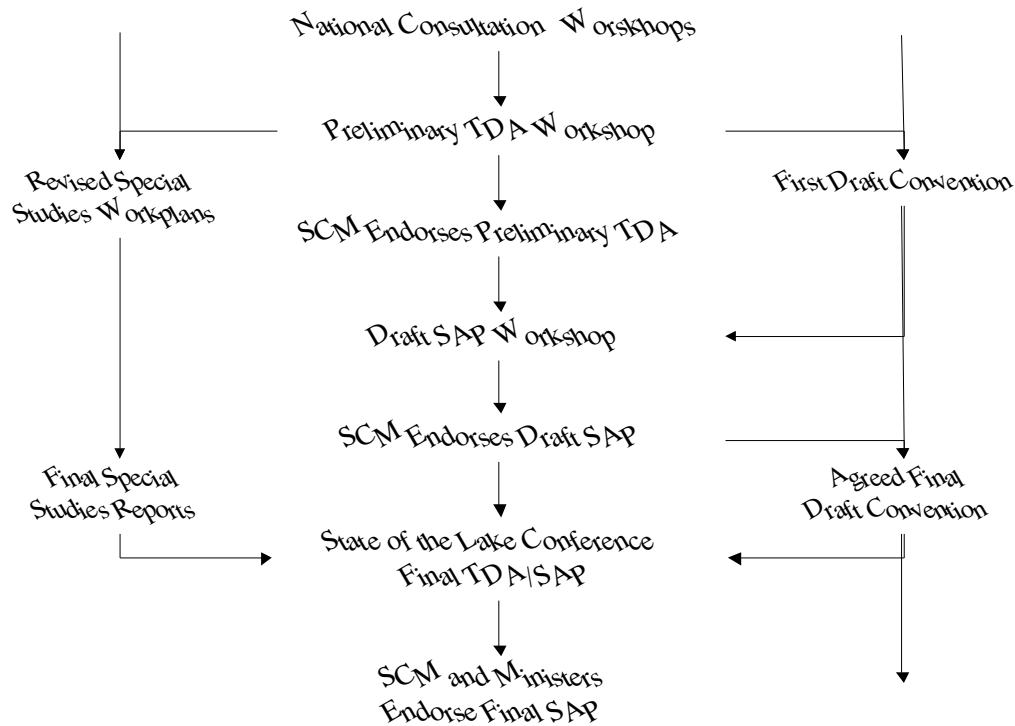 National Consultation Worskhops
Preliminary TDA Workshop
Revised Special
Studies Workplans
First Draft Convention
SCM Endorses Preliminary TDA
Draft SAP Workshop
SCM Endorses Draft SAP
Final Special
Studies Reports
Agreed Final
Draft Convention
State of the Lake Conference
Final TDA/SAP
SCM and Ministers
Endorse Final SAP